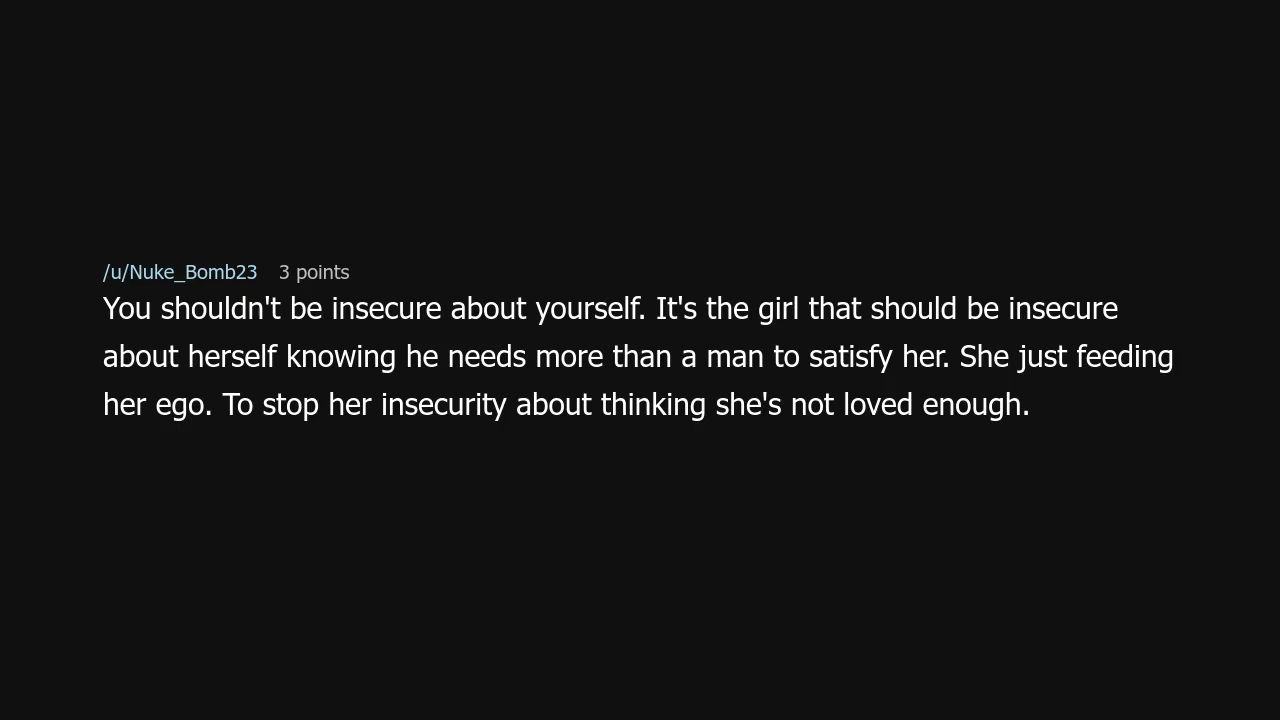 /u/Nuke_Bomb23 3 points
You shouldn't be insecure about yourself. It's the girl that should be insecure
about herself knowing he needs more than a man to satisfy her. She just feeding
her ego. To stop her insecurity about thinking she's not loved enough.